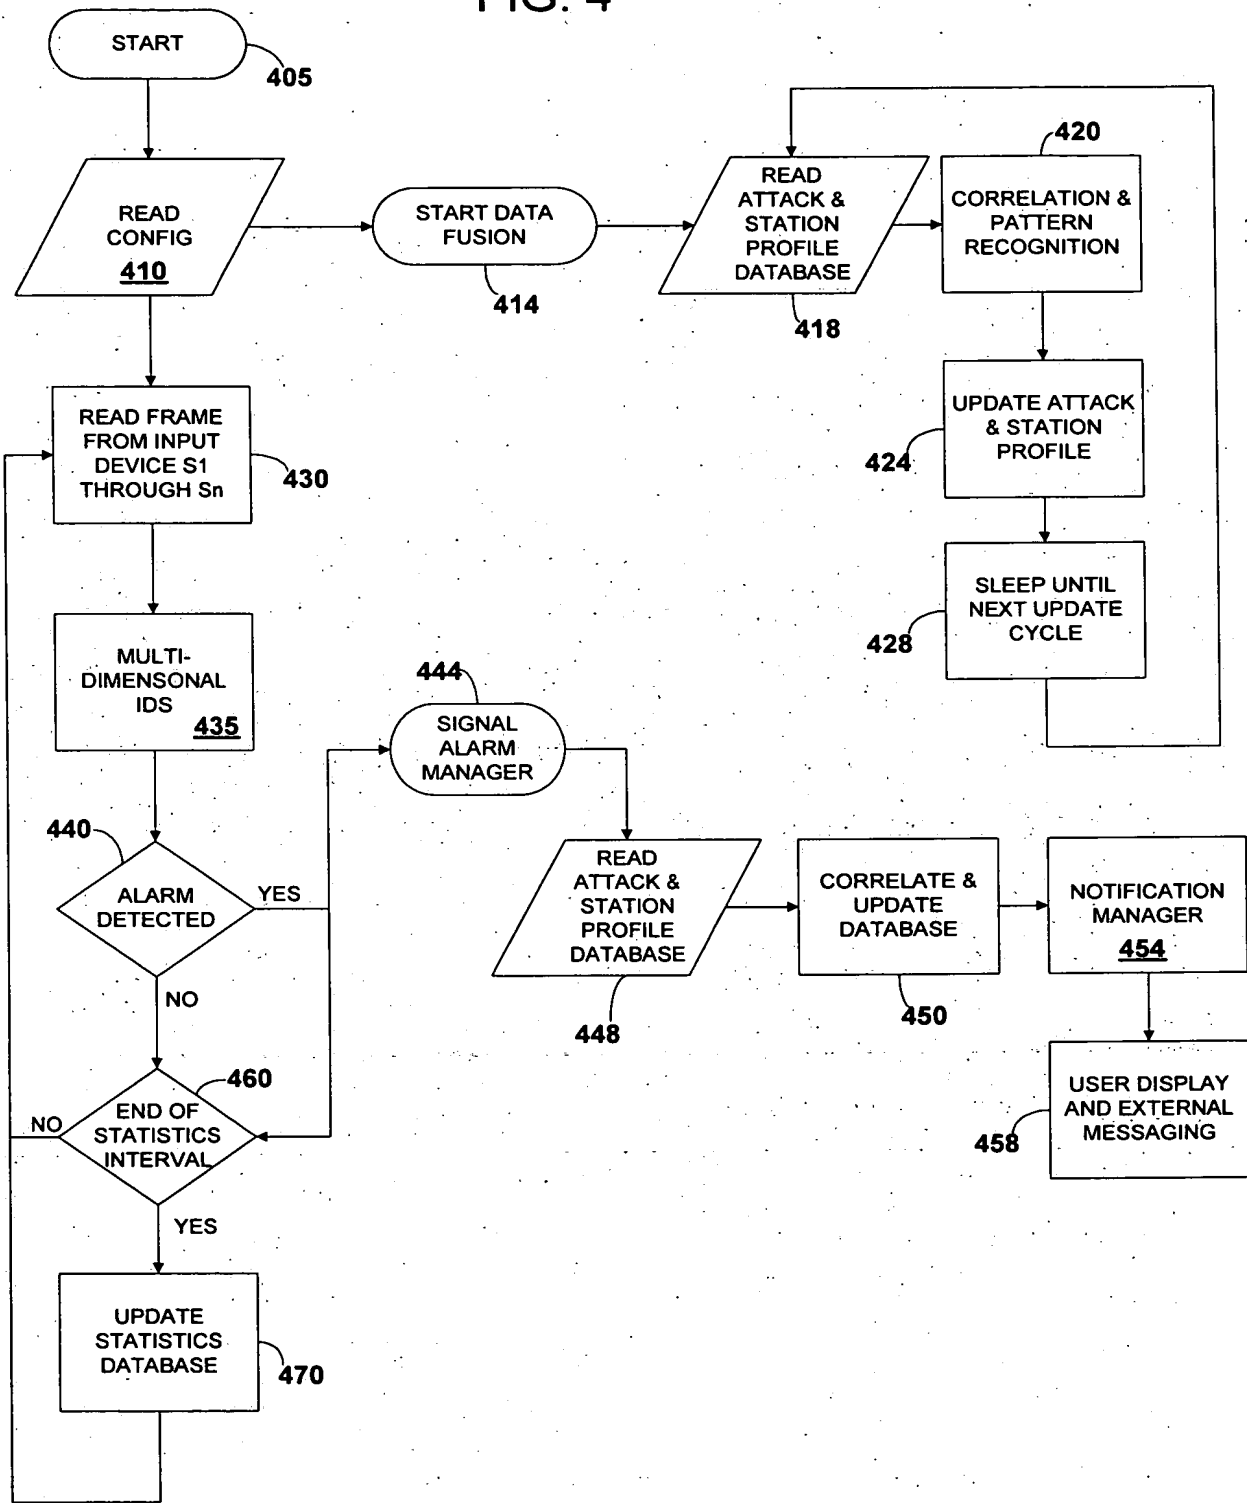 FIG. 4
START
405
READ
CONFIG
410
START DATA
FUSION
414
READ
ATTACK &
STATION
PROFILE
DATABASE
418
420
CORRELATION &
PATTERN
RECOGNITION
UPDATE ATTACK
& STATION
PROFILE
424
SLEEP UNTIL
NEXT UPDATE
CYCLE
428
READ FRAME
FROM INPUT
DEVICE S1
THROUGH Sn
430
MULTI-
DIMENSONAL
IDS
435
440
ALARM
DETECTED
YES
NO
444
SIGNAL
ALARM
MANAGER
READ
ATTACK &
STATION
PROFILE
DATABASE
448
CORRELATE &
UPDATE
DATABASE
450
NOTIFICATION
MANAGER
454
USER DISPLAY
AND EXTERNAL
MESSAGING
458
460
END OF
STATISTICS
INTERVAL
NO
YES
UPDATE
STATISTICS
DATABASE
470